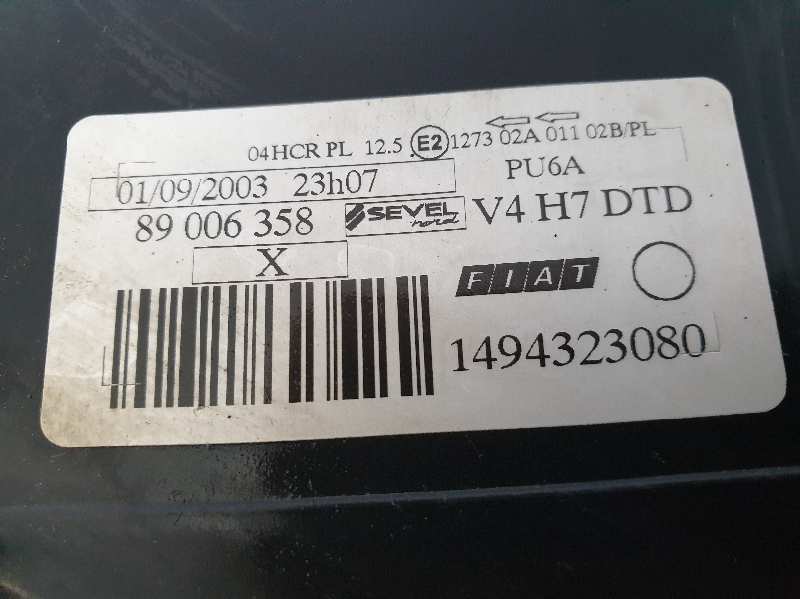 04HCR PL 12.5 E2 1273 02A 011 02B/PL
01/09/2003 23h07 PU6A
89 006 358 SEVEL nord V4 H7 DTD
X FIAT
1494323080